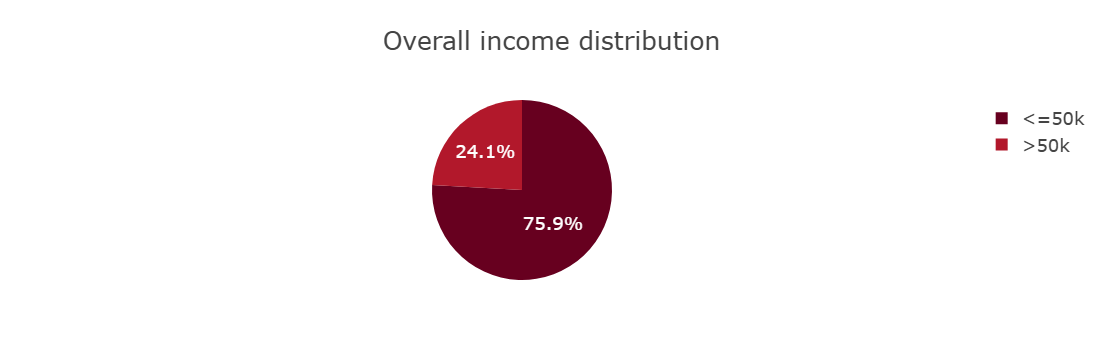 Overall income distribution
<=50k
>50k
24.1%
75.9%